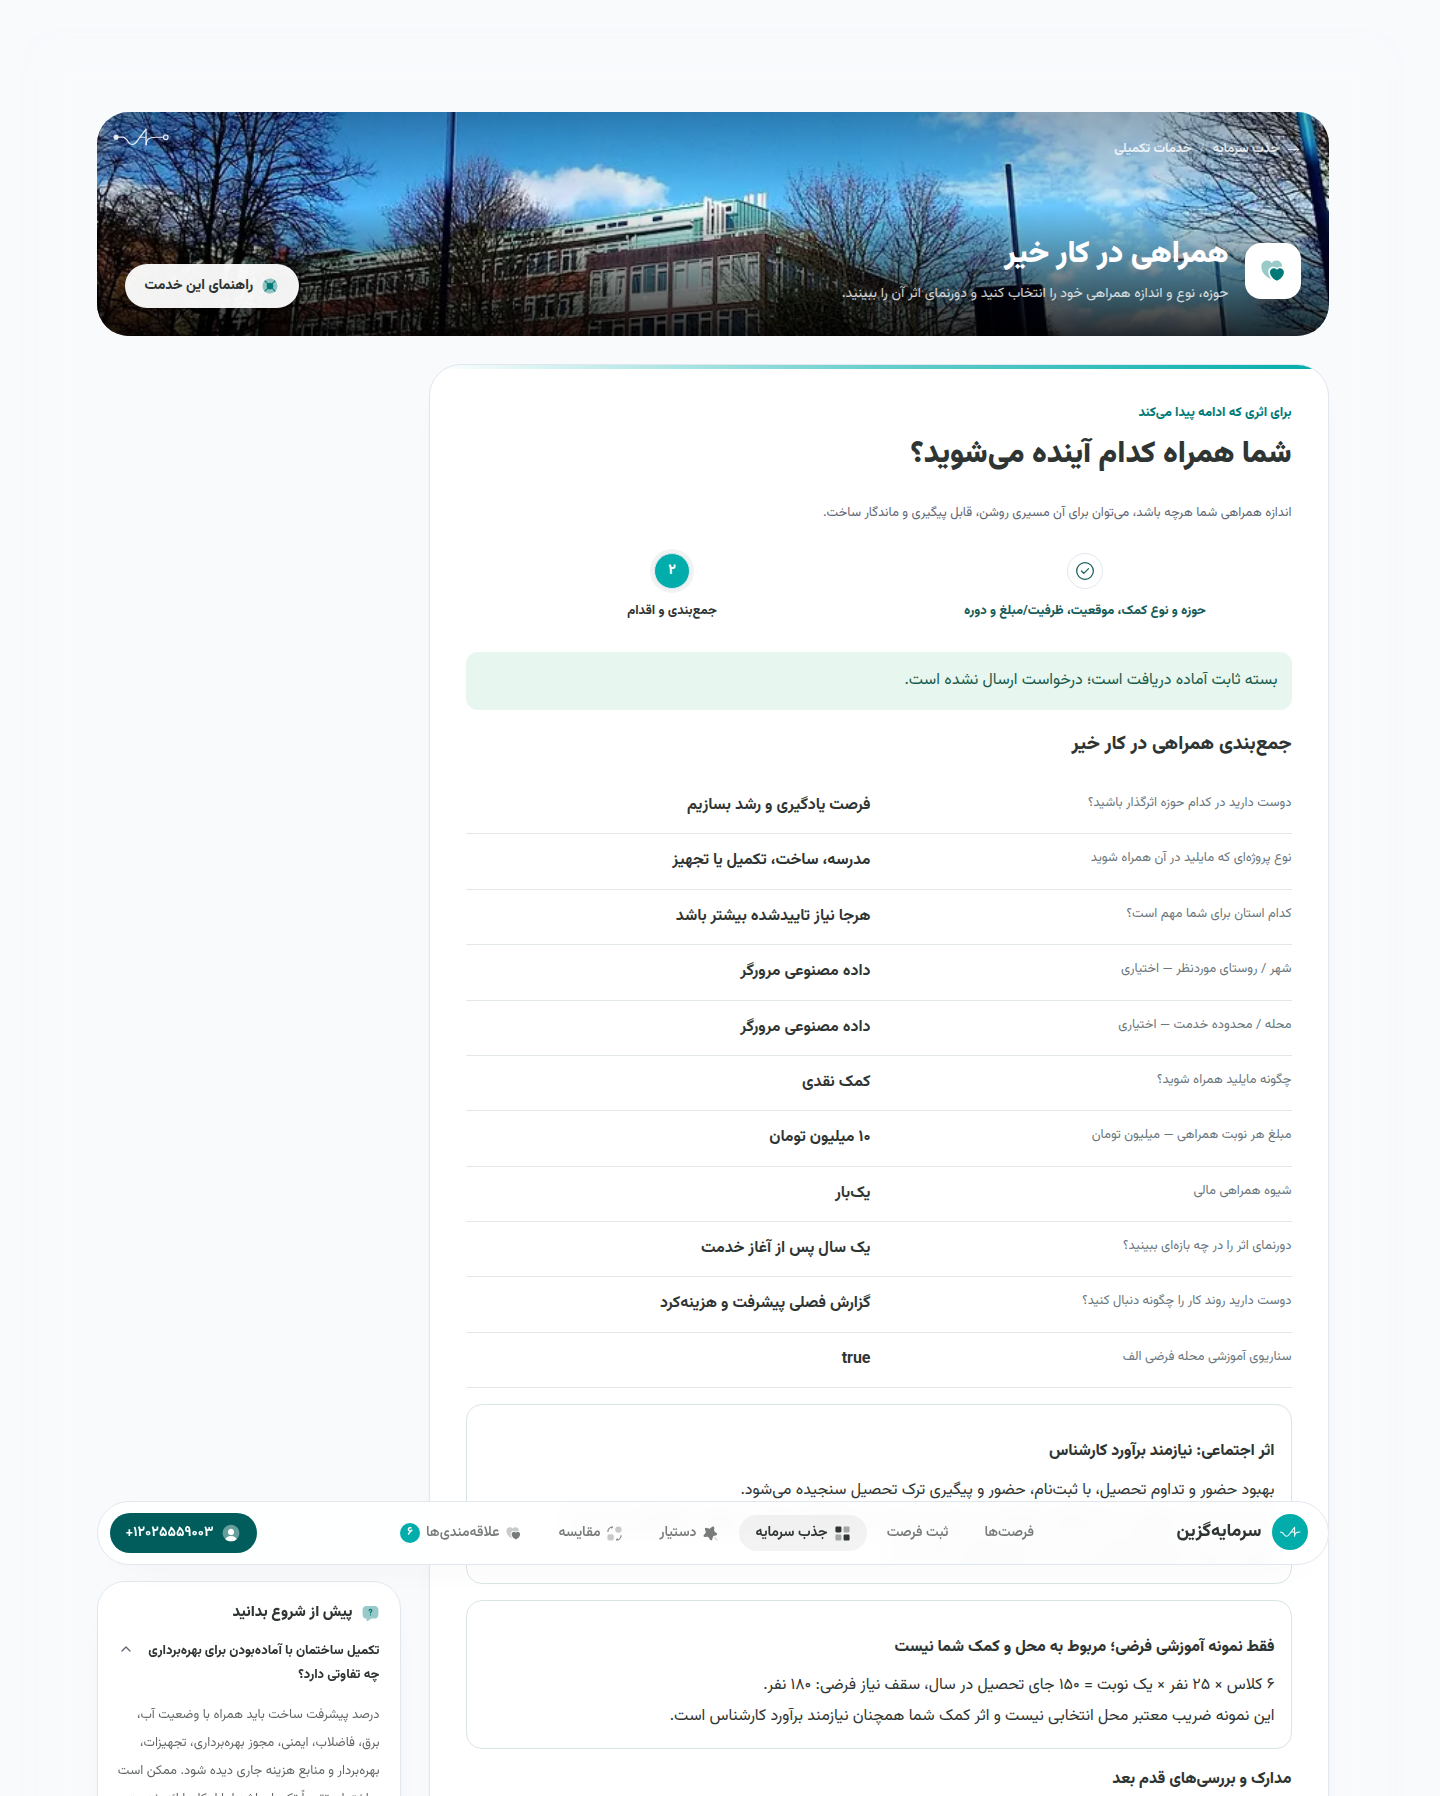 → جذب سرمایه / خدمات تکمیلی
همراهی در کار خیر
حوزه، نوع و اندازه همراهی خود را انتخاب کنید و دورنمای اثر آن را ببینید.
راهنمای این خدمت
برای اثری که ادامه پیدا می‌کند
شما همراه کدام آینده می‌شوید؟
اندازه همراهی شما هرچه باشد، می‌توان برای آن مسیری روشن، قابل پیگیری و ماندگار ساخت.
۲
حوزه و نوع کمک، موقعیت، ظرفیت/مبلغ و دوره
جمع‌بندی و اقدام
بسته ثابت آماده دریافت است؛ درخواست ارسال نشده است.
جمع‌بندی همراهی در کار خیر
دوست دارید در کدام حوزه اثرگذار باشید؟ فرصت یادگیری و رشد بسازیم
نوع پروژه‌ای که مایلید در آن همراه شوید مدرسه، ساخت، تکمیل یا تجهیز
کدام استان برای شما مهم است؟ هرجا نیاز تاییدشده بیشتر باشد
شهر / روستای موردنظر — اختیاری داده مصنوعی مرورگر
محله / محدوده خدمت — اختیاری داده مصنوعی مرورگر
چگونه مایلید همراه شوید؟ کمک نقدی
مبلغ هر نوبت همراهی — میلیون تومان ۱۰ میلیون تومان
شیوه همراهی مالی یک‌بار
دورنمای اثر را در چه بازه‌ای ببینید؟ یک سال پس از آغاز خدمت
دوست دارید روند کار را چگونه دنبال کنید؟ گزارش فصلی پیشرفت و هزینه‌کرد
سناریوی آموزشی محله فرضی الف true
اثر اجتماعی: نیازمند برآورد کارشناس
بهبود حضور و تداوم تحصیل، با ثبت‌نام، حضور و پیگیری ترک تحصیل سنجیده می‌شود.
سرمایه‌گزین فرصت‌ها ثبت فرصت جذب سرمایه دستیار مقایسه علاقه‌مندی‌ها ۶ +۱۲۰۲۵۵۵۹۰۰۳
فقط نمونه آموزشی فرضی؛ مربوط به محل و کمک شما نیست
۶ کلاس × ۲۵ نفر × یک نوبت = ۱۵۰ جای تحصیل در سال، سقف نیاز فرضی: ۱۸۰ نفر.
این نمونه ضریب معتبر محل انتخابی نیست و اثر کمک شما همچنان نیازمند برآورد کارشناس است.
مدارک و بررسی‌های قدم بعد
پیش از شروع بدانید
تکمیل ساختمان با آماده‌بودن برای بهره‌برداری
چه تفاوتی دارد؟
درصد پیشرفت ساخت باید همراه با وضعیت آب،
برق، فاضلاب، ایمنی، مجوز بهره‌برداری، تجهیزات،
بهره‌بردار و منابع هزینه جاری دیده شود. ممکن است